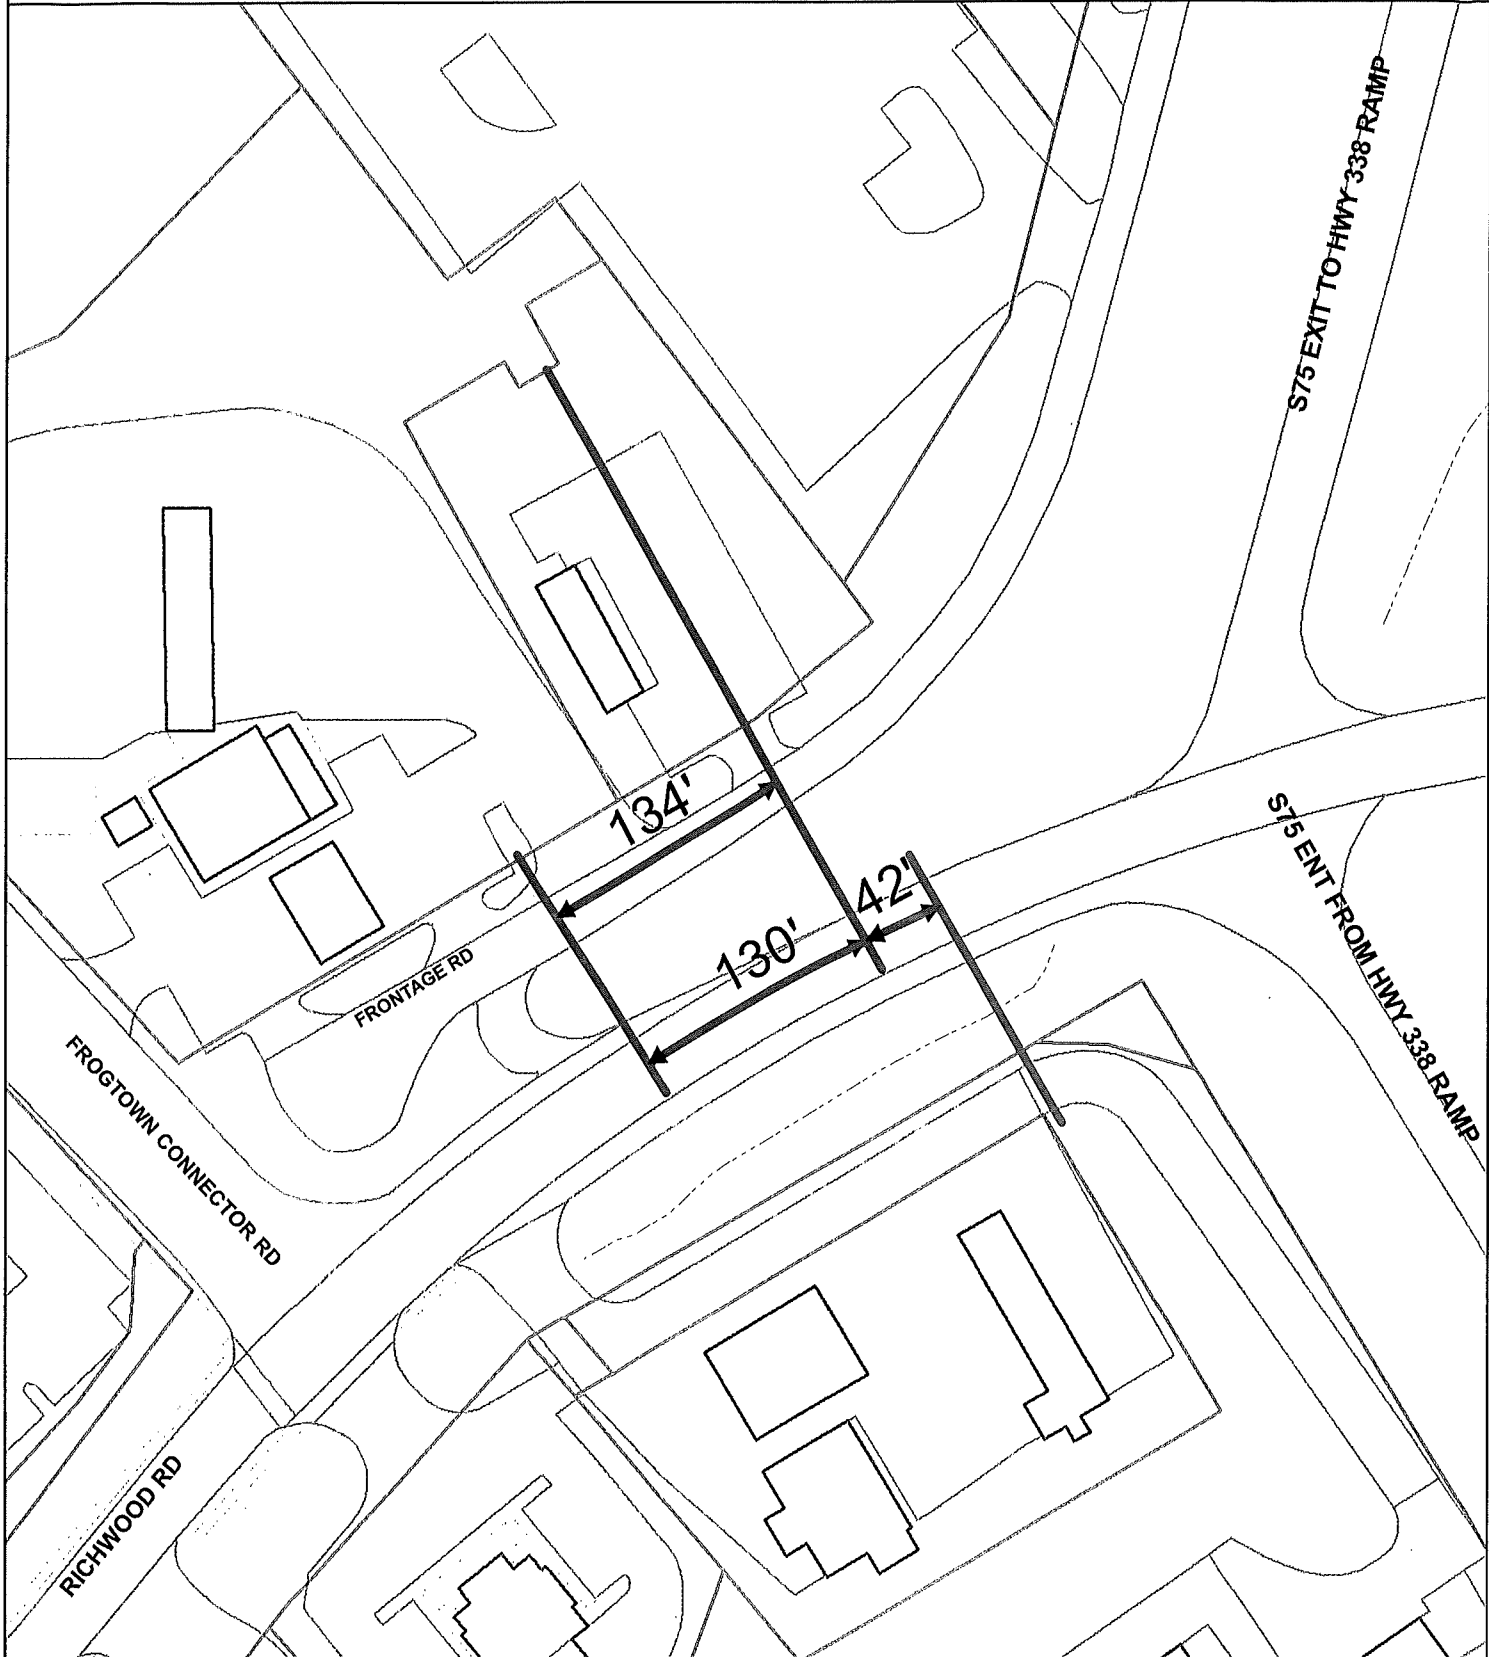 S75 EXIT TO HWY 338 RAMP
134'
42'
130'
S75 ENT FROM HWY 338 RAMP
FRONTAGE RD
FROGTOWN CONNECTOR RD
RICHWOOD RD